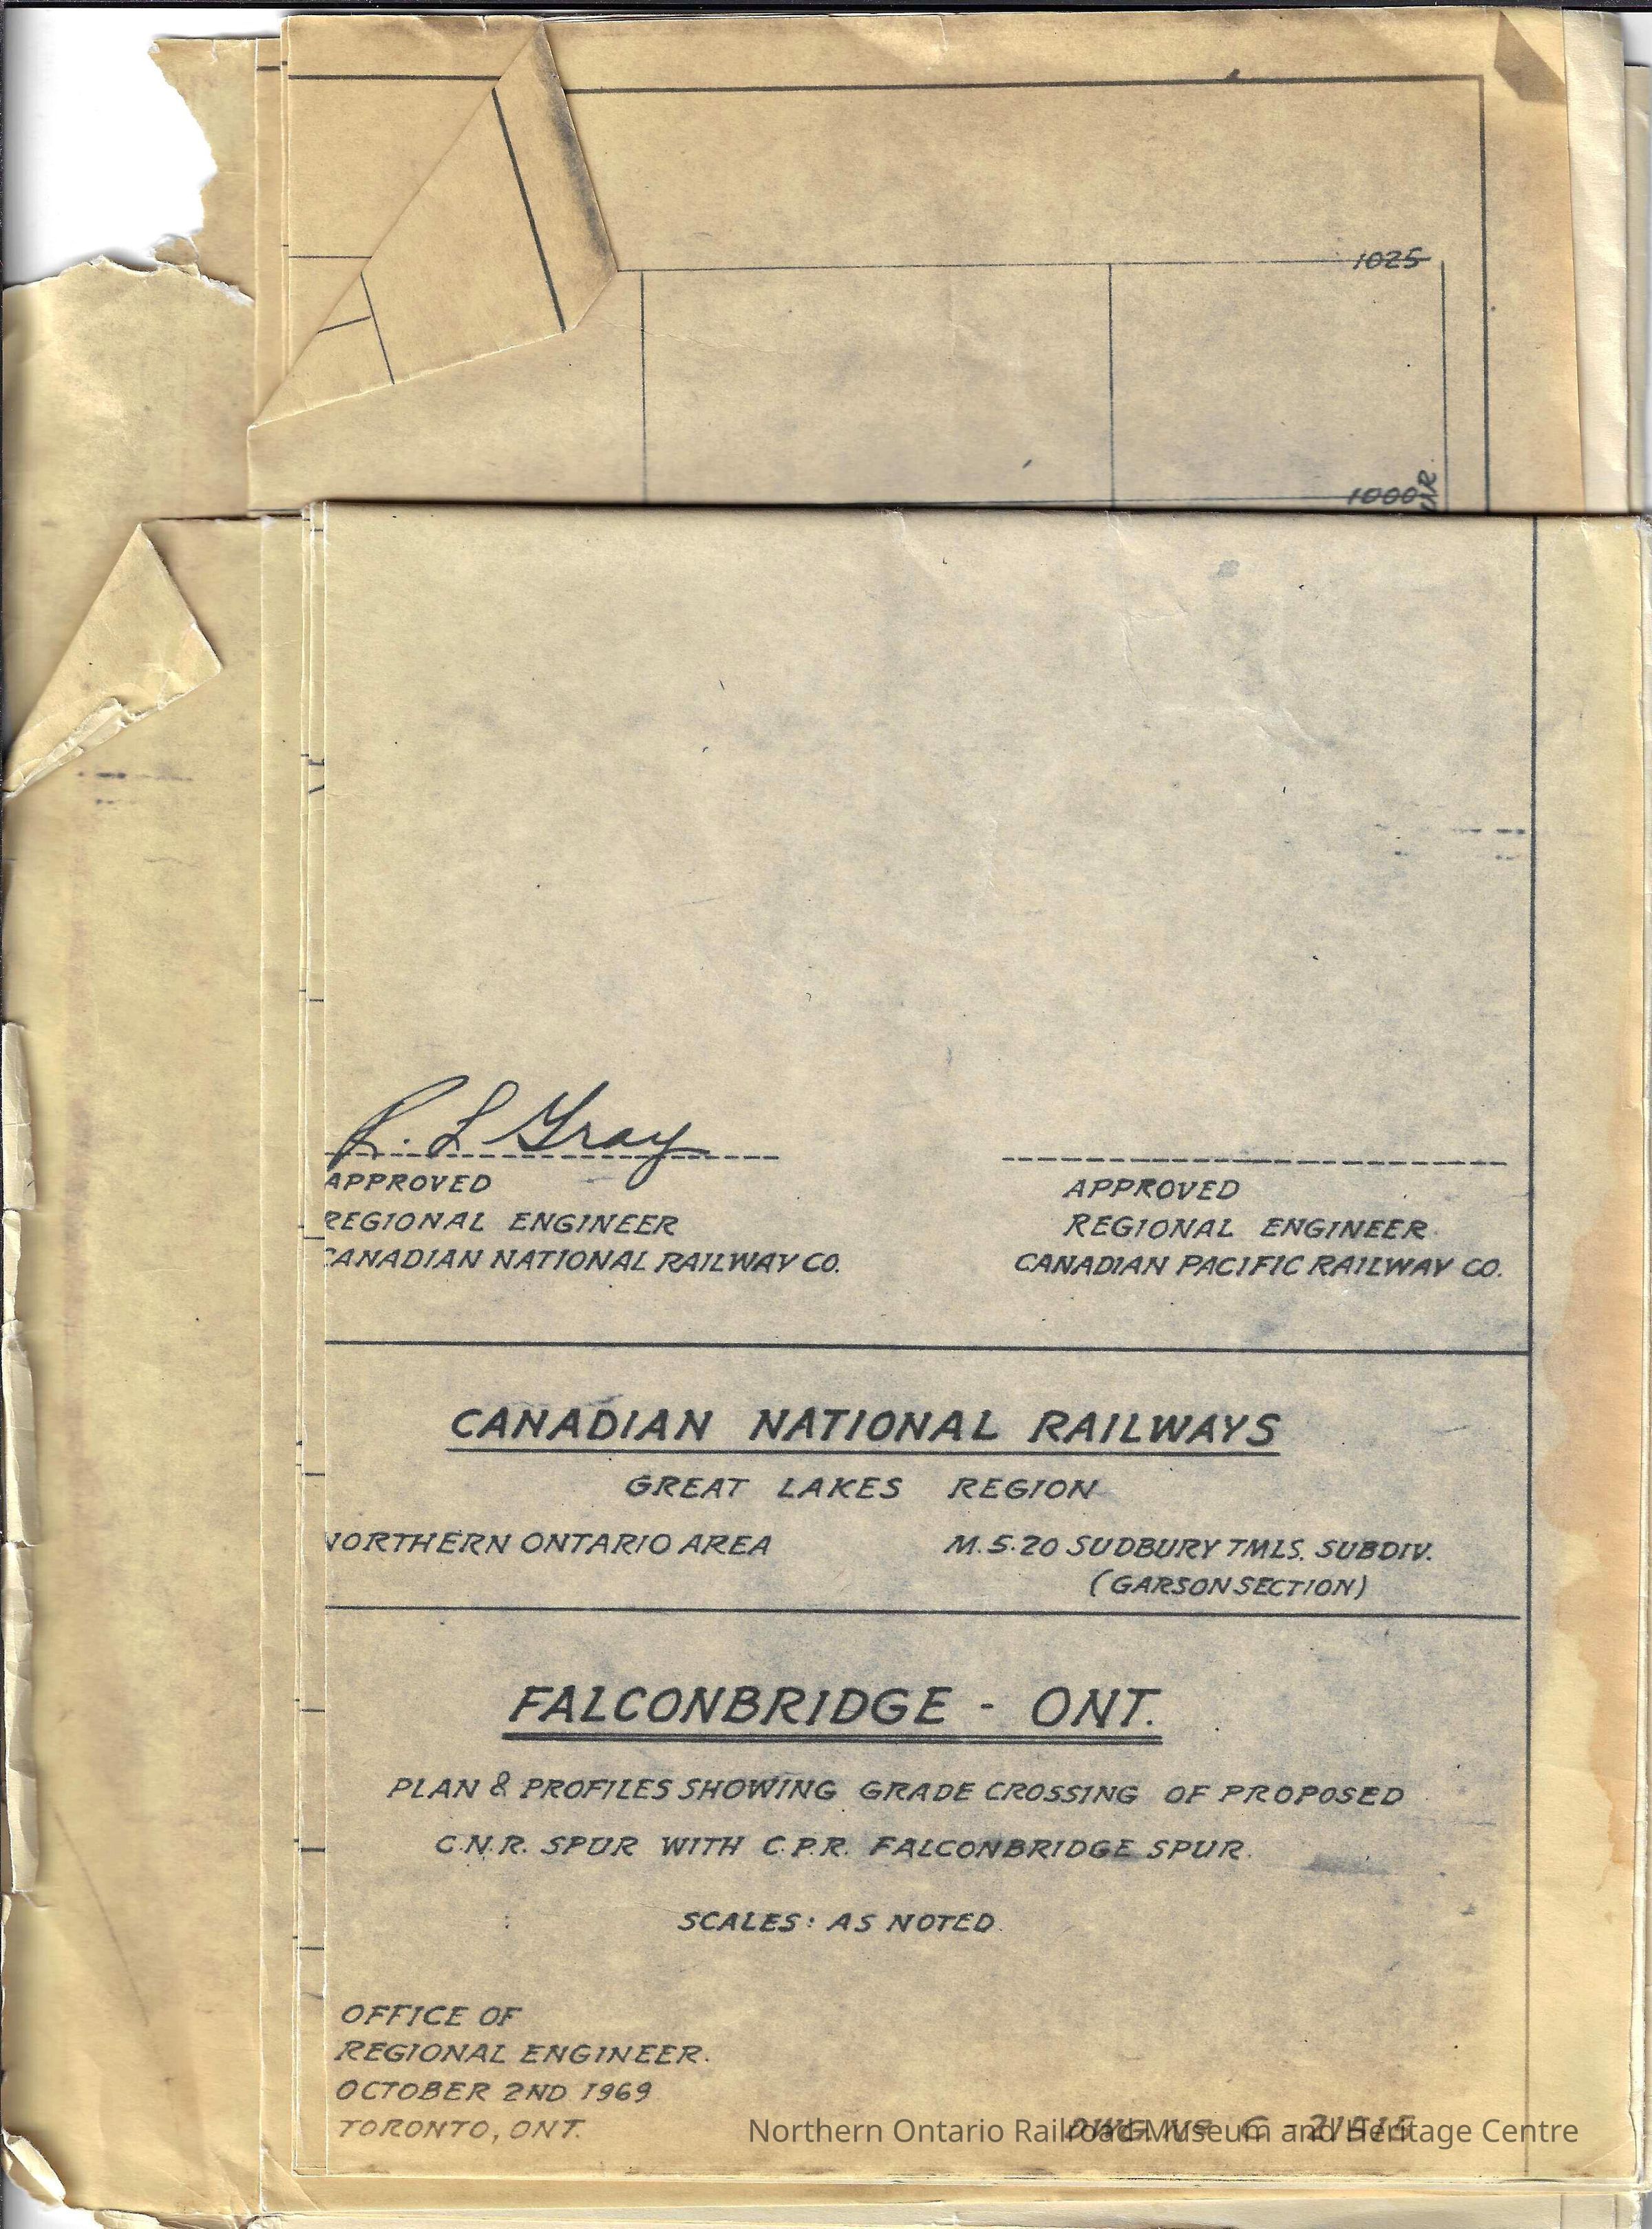 1025
1000
R. L Gray
APPROVED
REGIONAL ENGINEER
CANADIAN NATIONAL RAILWAY CO.
APPROVED
REGIONAL ENGINEER
CANADIAN PACIFIC RAILWAY CO.
CANADIAN NATIONAL RAILWAYS
GREAT LAKES REGION
NORTHERN ONTARIO AREA
M. 5.20 SUDBURY TMLS. SUBDIV.
(GARSON SECTION)
FALCONBRIDGE - ONT.
PLAN & PROFILES SHOWING GRADE CROSSING OF PROPOSED
C.N.R. SPUR WITH C.P.R. FALCONBRIDGE SPUR.
SCALES: AS NOTED.
OFFICE OF
REGIONAL ENGINEER.
OCTOBER 2ND 1969
TORONTO, ONT.
DWG.
Northern Ontario Railroad Museum and Heritage Centre